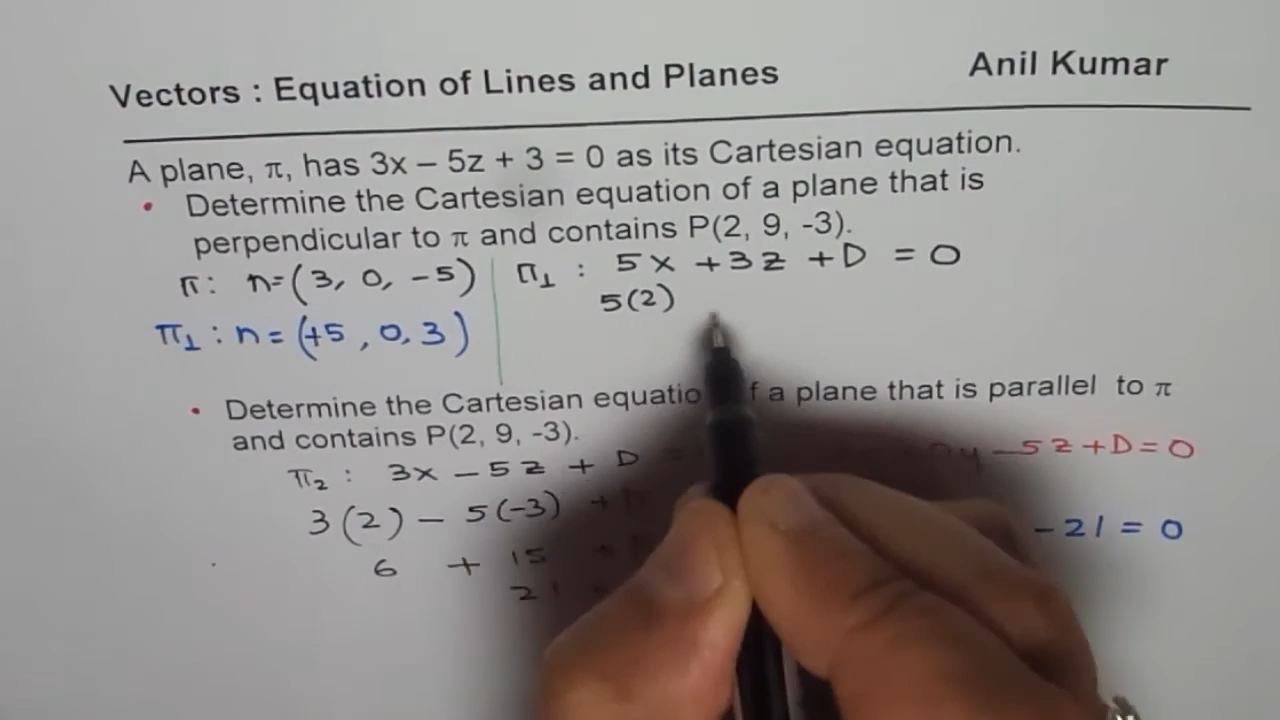 Vectors : Equation of Lines and Planes Anil Kumar
A plane, π, has 3x – 5z + 3 = 0 as its Cartesian equation.
• Determine the Cartesian equation of a plane that is
perpendicular to π and contains P(2, 9, -3).
π: n=(3, 0, -5)
π⊥ : n = (+5, 0, 3)
π⊥ : 5x + 3z + D = 0
5(2)
• Determine the Cartesian equatio f a plane that is parallel to π
and contains P(2, 9, -3).
π₂ : 3x – 5z + D =
3(2) – 5(-3) +
6 + 15
21
- 5z + D = 0
- 21 = 0